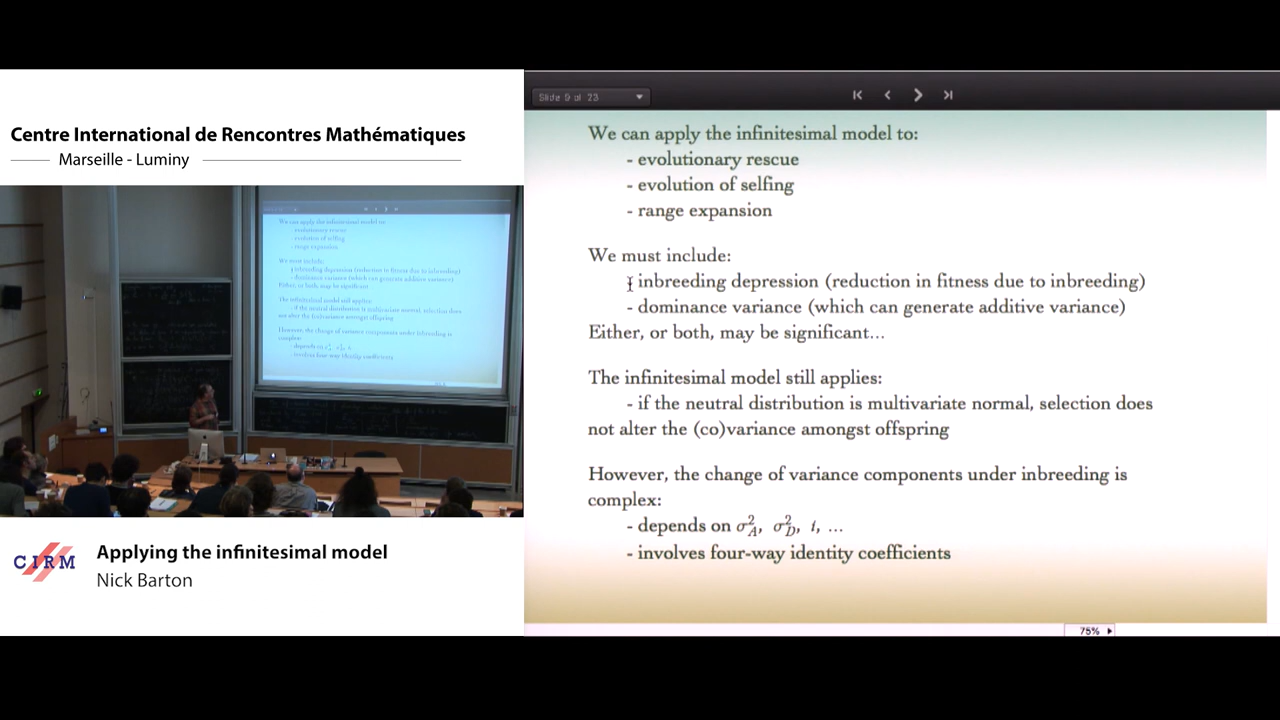 Centre International de Rencontres Mathématiques
Marseille - Luminy
CIRM
Applying the infinitesimal model
Nick Barton
Slide 9 of 23
We can apply the infinitesimal model to:
- evolutionary rescue
- evolution of selfing
- range expansion
We must include:
- inbreeding depression (reduction in fitness due to inbreeding)
- dominance variance (which can generate additive variance)
Either, or both, may be significant…
The infinitesimal model still applies:
- if the neutral distribution is multivariate normal, selection does
not alter the (co)variance amongst offspring
However, the change of variance components under inbreeding is
complex:
- depends on σ²_A, σ²_D, i, …
- involves four-way identity coefficients
75%